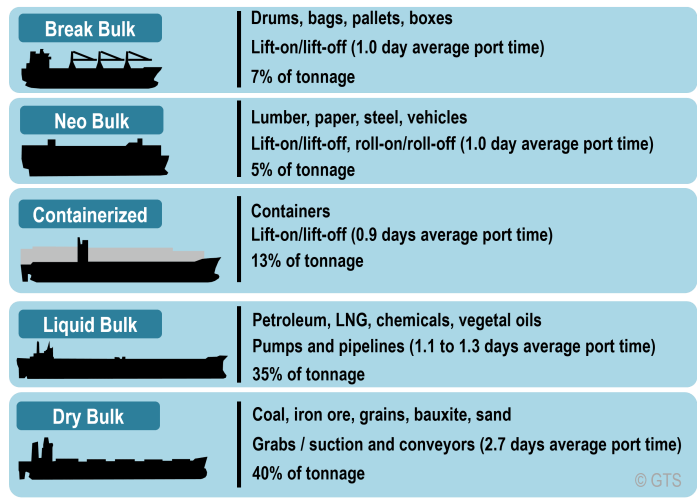 Break Bulk
Drums, bags, pallets, boxes
Lift-on/lift-off (1.0 day average port time)
7% of tonnage
Neo Bulk
Lumber, paper, steel, vehicles
Lift-on/lift-off, roll-on/roll-off (1.0 day average port time)
5% of tonnage
Containerized
Containers
Lift-on/lift-off (0.9 days average port time)
13% of tonnage
Liquid Bulk
Petroleum, LNG, chemicals, vegetal oils
Pumps and pipelines (1.1 to 1.3 days average port time)
35% of tonnage
Dry Bulk
Coal, iron ore, grains, bauxite, sand
Grabs / suction and conveyors (2.7 days average port time)
40% of tonnage
© GTS